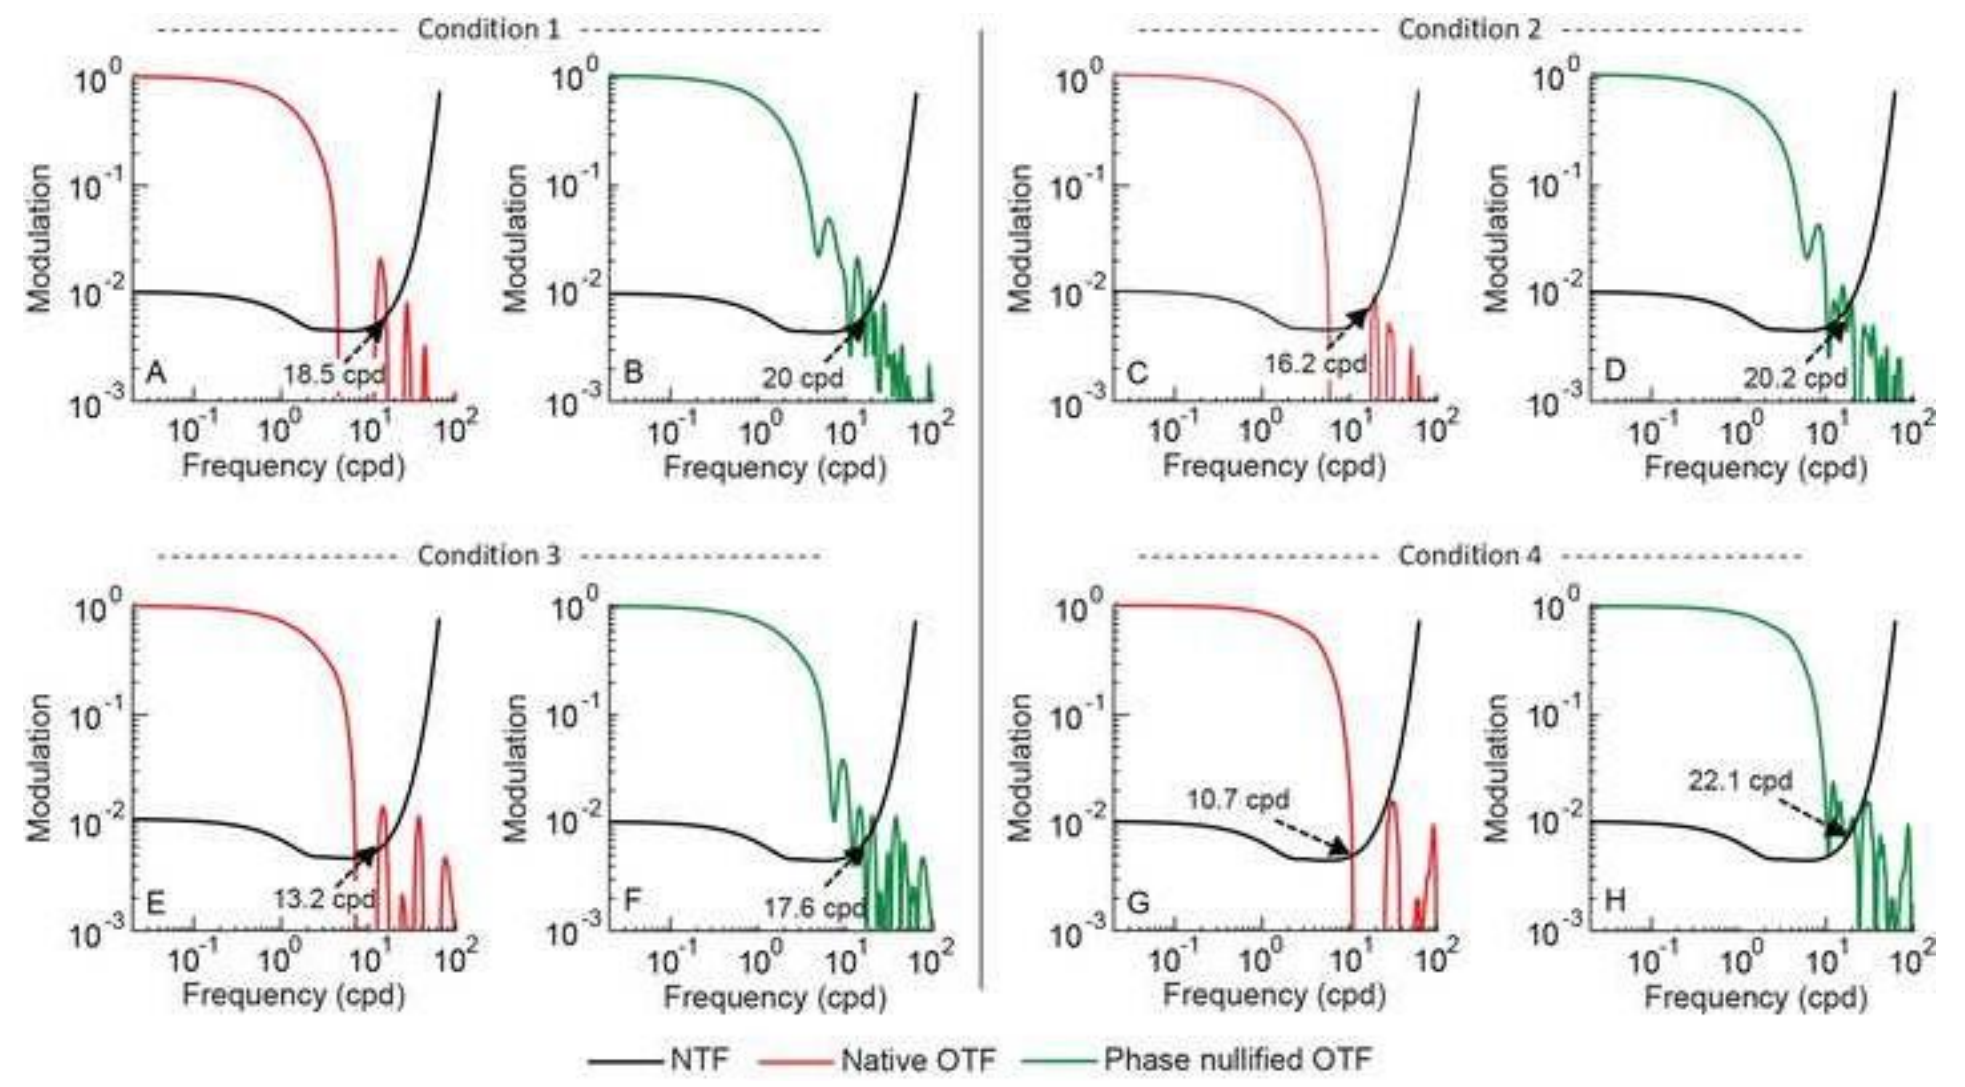 Condition 1
Condition 2
10^0
10^-1
10^-2
10^-3
Modulation
A
18.5 cpd
10^-1 10^0 10^1 10^2
Frequency (cpd)
10^0
10^-1
10^-2
10^-3
Modulation
B
20 cpd
10^-1 10^0 10^1 10^2
Frequency (cpd)
10^0
10^-1
10^-2
10^-3
Modulation
C
16.2 cpd
10^-1 10^0 10^1 10^2
Frequency (cpd)
10^0
10^-1
10^-2
10^-3
Modulation
D
20.2 cpd
10^-1 10^0 10^1 10^2
Frequency (cpd)
Condition 3
Condition 4
10^0
10^-1
10^-2
10^-3
Modulation
E
13.2 cpd
10^-1 10^0 10^1 10^2
Frequency (cpd)
10^0
10^-1
10^-2
10^-3
Modulation
F
17.6 cpd
10^-1 10^0 10^1 10^2
Frequency (cpd)
10^0
10^-1
10^-2
10^-3
Modulation
10.7 cpd
G
10^-1 10^0 10^1 10^2
Frequency (cpd)
10^0
10^-1
10^-2
10^-3
Modulation
22.1 cpd
H
10^-1 10^0 10^1 10^2
Frequency (cpd)
NTF Native OTF Phase nullified OTF